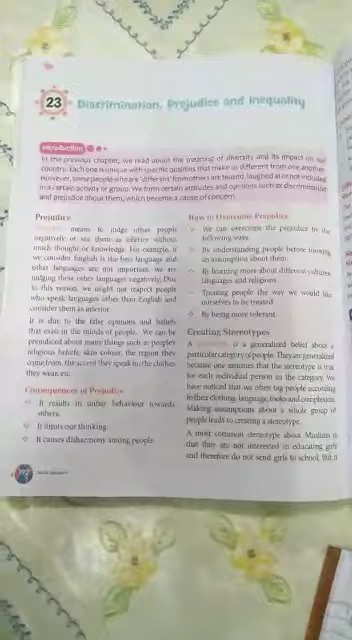 23
Discrimination, Prejudice and Inequality
Introduction
In the previous chapter, we read about the meaning of diversity and its impact on our
country. Each one is unique with specific qualities that make us different from one another.
However, some people who are 'different' from others are teased, laughed at or not included
in a certain activity or group. We form certain attitudes and opinions such as discrimination
and prejudice about them, which become a cause of concern.
Prejudice
means to judge other people
negatively or see them as inferior without
much thought or knowledge. For example, if
we consider English is the best language and
other languages are not important, we are
judging these other languages negatively. Due
to this reason, we might not respect people
who speak languages other than English and
consider them as inferior.
It is due to the filthy opinions and beliefs
that exist in the minds of people. We can be
prejudiced about many things such as people's
religious beliefs, skin colour, the region they
come from, the accent they speak in, the clothes
they wear, etc.
Consequences of Prejudice
It results in unfair behaviour towards
others.
It limits our thinking.
It causes disharmony among people.
How to Overcome Prejudice
We can overcome the prejudice by the
following ways:
By understanding people before forming
an assumption about them.
By learning more about different cultures,
languages and religions.
Treating people the way we would like
ourselves to be treated.
By being more tolerant.
Creating Stereotypes
A is a generalized belief about a
particular category of people. They are generalized
because one assumes that the stereotype is true
for each individual person in the category. We
have noticed that we often tag people according
to their clothing, language, looks and complexion.
Making assumptions about a whole group of
people leads to creating a stereotype.
A most common stereotype about Muslims is
that they are not interested in educating girls
and therefore do not send girls to school. But it